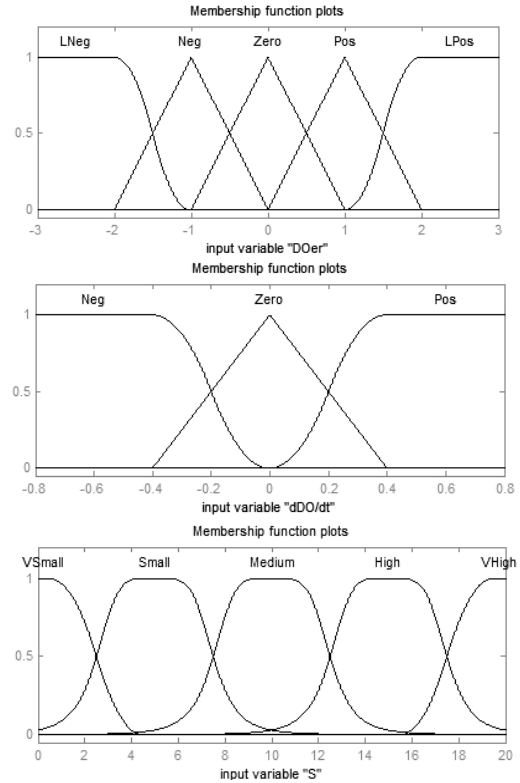 Membership function plots
LNeg Neg Zero Pos LPos
1
0.5
0
-3 -2 -1 0 1 2 3
input variable "DOer"
Membership function plots
Neg Zero Pos
1
0.5
0
-0.8 -0.6 -0.4 -0.2 0 0.2 0.4 0.6 0.8
input variable "dDO/dt"
Membership function plots
VSmall Small Medium High VHigh
1
0.5
0
0 2 4 6 8 10 12 14 16 18 20
input variable "S"